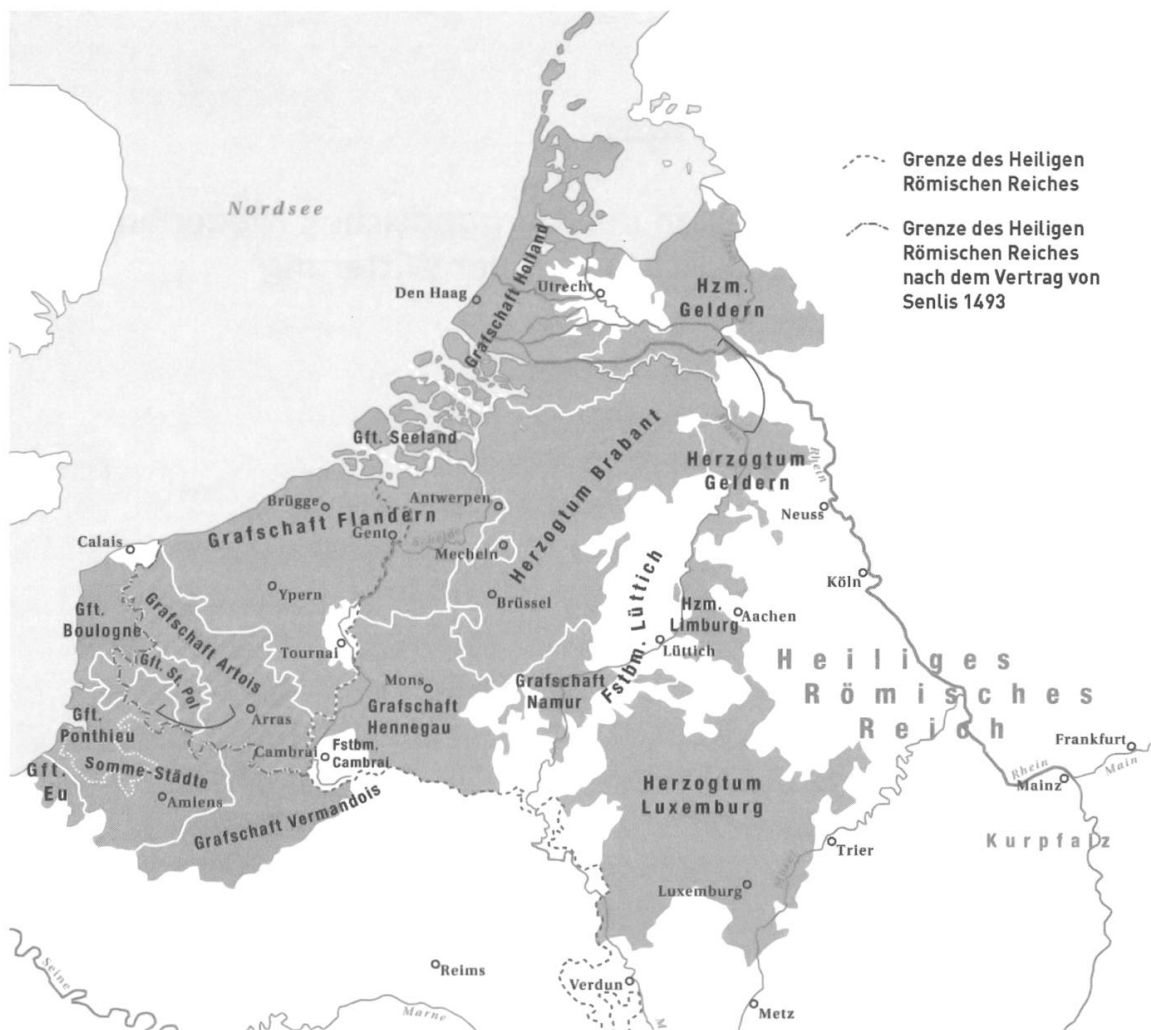 Grenze des Heiligen
Römischen Reiches
Grenze des Heiligen
Römischen Reiches
nach dem Vertrag von
Senlis 1493
Nordsee
Grafschaft Holland
Den Haag
Utrecht
Hzm.
Geldern
Gft. Seeland
Herzogtum Brabant
Herzogtum
Geldern
Maas
Rhein
Neuss
Brügge
Antwerpen
Grafschaft Flandern
Gent
Schelde
Mecheln
Calais
Ypern
Brüssel
Köln
Gft.
Boulogne
Grafschaft Artois
Gft. St. Pol
Tournai
Fstbm. Lüttich
Hzm.
Limburg
Aachen
Lüttich
Mons
Grafschaft
Hennegau
Grafschaft
Namur
Heiliges
Römisches
Reich
Arras
Gft.
Ponthieu
Cambrai
Fstbm.
Cambrai
Somme-Städte
Gft.
Eu
Amiens
Grafschaft Vermandois
Herzogtum
Luxemburg
Frankfurt
Rhein
Main
Mainz
Kurpfalz
Trier
Mosel
Luxemburg
Seine
Reims
Marne
Verdun
M
Metz